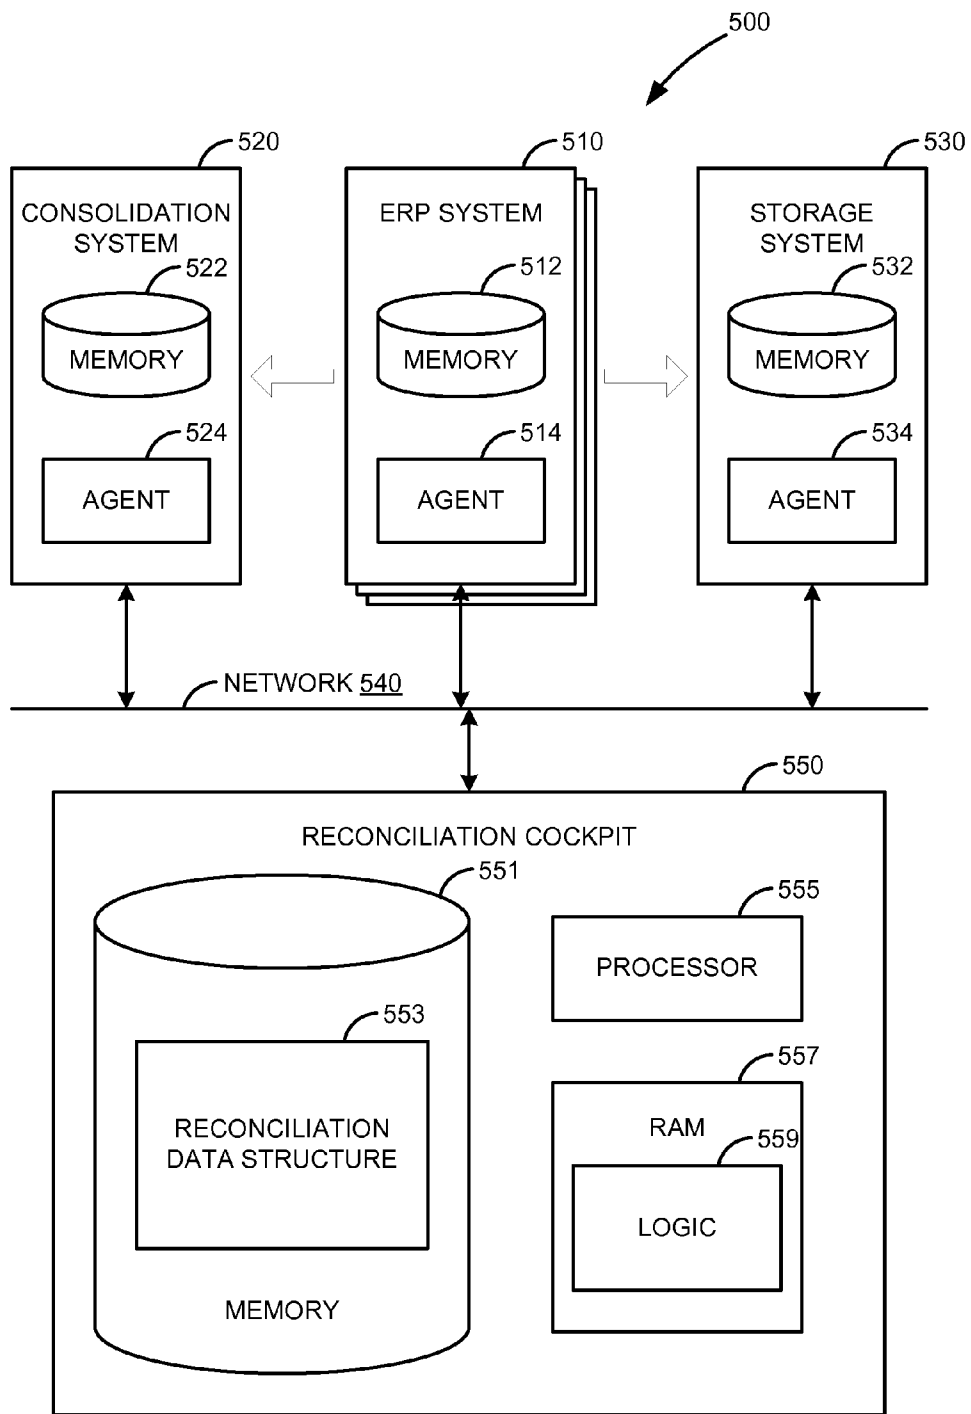 500
520
510
530
CONSOLIDATION
SYSTEM
ERP SYSTEM
STORAGE
SYSTEM
522
512
532
MEMORY
MEMORY
MEMORY
524
514
534
AGENT
AGENT
AGENT
NETWORK 540
550
RECONCILIATION COCKPIT
551
555
PROCESSOR
553
557
RECONCILIATION
DATA STRUCTURE
RAM
559
LOGIC
MEMORY